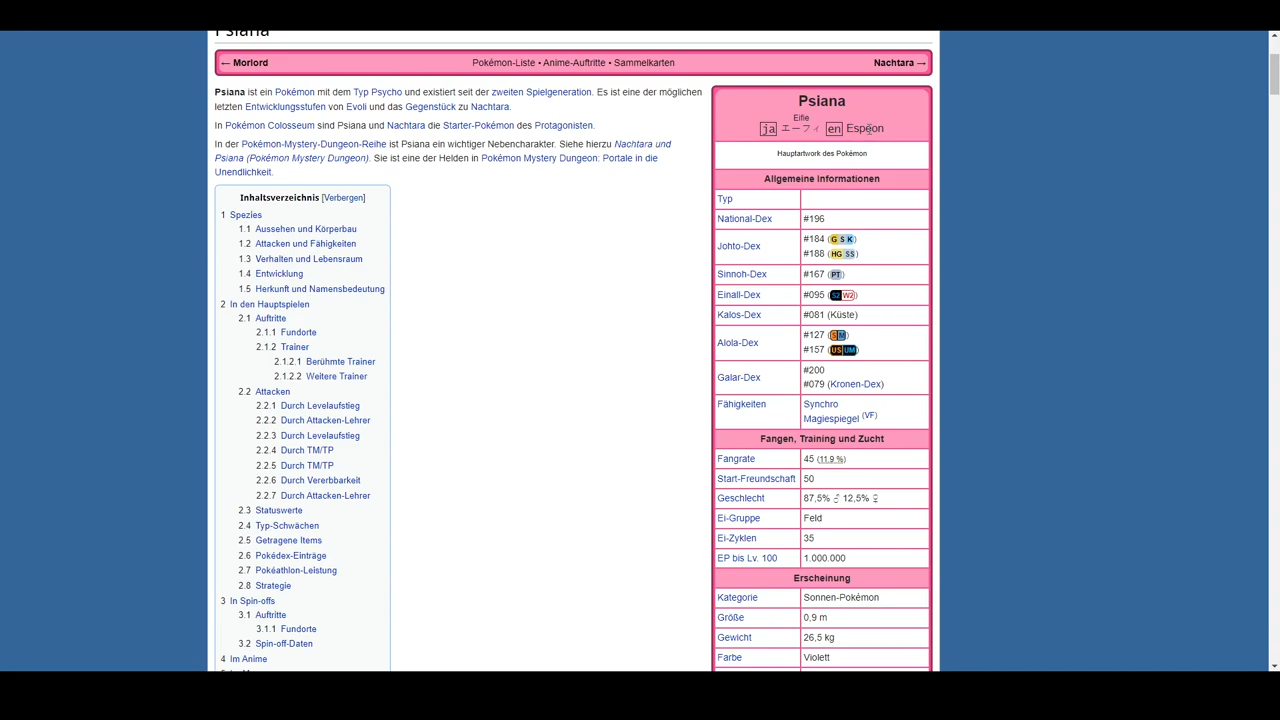 Psiana
← Morlord
Pokémon-Liste • Anime-Auftritte • Sammelkarten
Nachtara →
Psiana ist ein Pokémon mit dem Typ Psycho und existiert seit der zweiten Spielgeneration. Es ist eine der möglichen
letzten Entwicklungsstufen von Evoli und das Gegenstück zu Nachtara.
In Pokémon Colosseum sind Psiana und Nachtara die Starter-Pokémon des Protagonisten.
In der Pokémon-Mystery-Dungeon-Reihe ist Psiana ein wichtiger Nebencharakter. Siehe hierzu Nachtara und
Psiana (Pokémon Mystery Dungeon). Sie ist eine der Helden in Pokémon Mystery Dungeon: Portale in die
Unendlichkeit.
Inhaltsverzeichnis [Verbergen]
1 Spezies
1.1 Aussehen und Körperbau
1.2 Attacken und Fähigkeiten
1.3 Verhalten und Lebensraum
1.4 Entwicklung
1.5 Herkunft und Namensbedeutung
2 In den Hauptspielen
2.1 Auftritte
2.1.1 Fundorte
2.1.2 Trainer
2.1.2.1 Berühmte Trainer
2.1.2.2 Weitere Trainer
2.2 Attacken
2.2.1 Durch Levelaufstieg
2.2.2 Durch Attacken-Lehrer
2.2.3 Durch Levelaufstieg
2.2.4 Durch TM/TP
2.2.5 Durch TM/TP
2.2.6 Durch Vererbbarkeit
2.2.7 Durch Attacken-Lehrer
2.3 Statuswerte
2.4 Typ-Schwächen
2.5 Getragene Items
2.6 Pokédex-Einträge
2.7 Pokéathlon-Leistung
2.8 Strategie
3 In Spin-offs
3.1 Auftritte
3.1.1 Fundorte
3.2 Spin-off-Daten
4 Im Anime
Psiana
Eifie
ja エーフィ en Espeon
Hauptartwork des Pokémon
Allgemeine Informationen
Typ
National-Dex #196
Johto-Dex #184 (G S K)
#188 (HG SS)
Sinnoh-Dex #167 (PT)
Einall-Dex #095 (S2 W2)
Kalos-Dex #081 (Küste)
Alola-Dex #127 (S M)
#157 (US UM)
Galar-Dex #200
#079 (Kronen-Dex)
Fähigkeiten Synchro
Magiespiegel (VF)
Fangen, Training und Zucht
Fangrate 45 (11.9 %)
Start-Freundschaft 50
Geschlecht 87,5% ♂ 12,5% ♀
Ei-Gruppe Feld
Ei-Zyklen 35
EP bis Lv. 100 1.000.000
Erscheinung
Kategorie Sonnen-Pokémon
Größe 0,9 m
Gewicht 26,5 kg
Farbe Violett